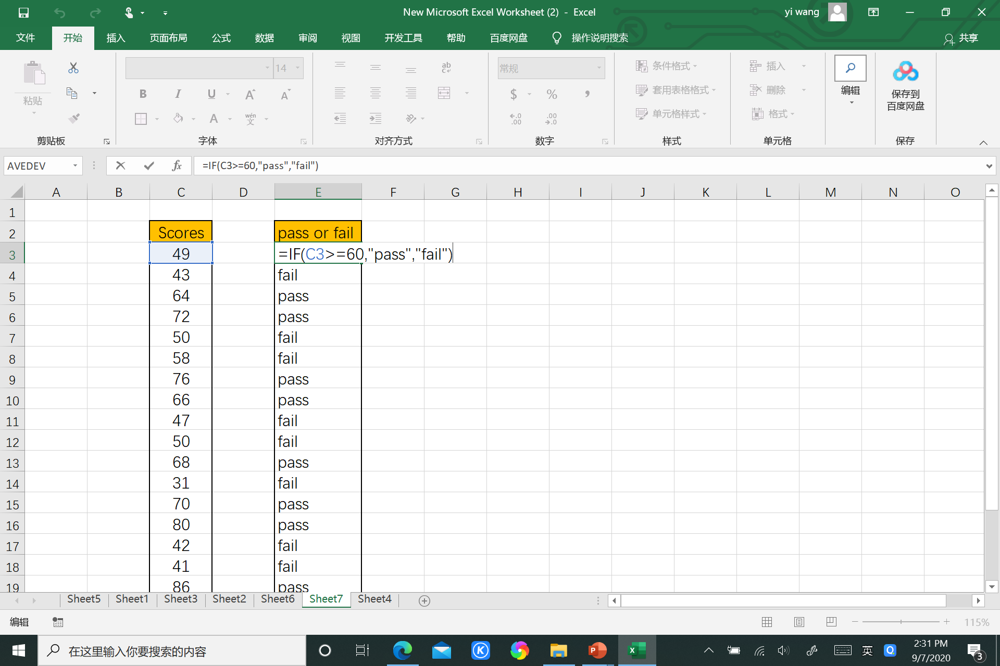 New Microsoft Excel Worksheet (2) - Excel
yi wang
文件 开始 插入 页面布局 公式 数据 审阅 视图 开发工具 帮助 百度网盘 操作说明搜索 共享
粘贴
剪贴板
14
B I U A A
A wén 文
字体
ab c
对齐方式
常规
$ % ,
.0 .00 .00 .0
数字
条件格式
套用表格格式
单元格样式
样式
插入
删除
格式
单元格
编辑
保存到
百度网盘
保存
AVEDEV fx =IF(C3>=60,"pass","fail")
A B C D E F G H I J K L M N O
1
2 Scores pass or fail
3 49 =IF(C3>=60,"pass","fail")
4 43 fail
5 64 pass
6 72 pass
7 50 fail
8 58 fail
9 76 pass
10 66 pass
11 47 fail
12 50 fail
13 68 pass
14 31 fail
15 70 pass
16 80 pass
17 42 fail
18 41 fail
19 86 pass
Sheet5 Sheet1 Sheet3 Sheet2 Sheet6 Sheet7 Sheet4
编辑
115%
在这里输入你要搜索的内容
K
P
X
英
Q
2:31 PM
9/7/2020
3